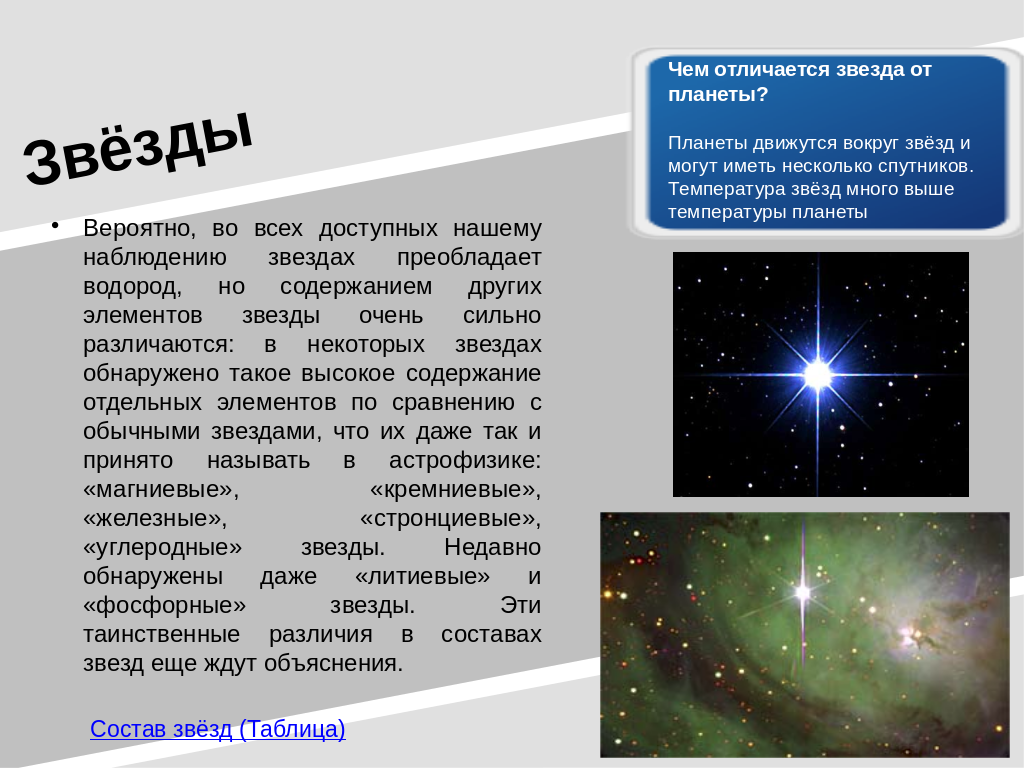 Звёзды
Чем отличается звезда от
планеты?
Планеты движутся вокруг звёзд и
могут иметь несколько спутников.
Температура звёзд много выше
температуры планеты
• Вероятно, во всех доступных нашему
наблюдению звездах преобладает
водород, но содержанием других
элементов звезды очень сильно
различаются: в некоторых звездах
обнаружено такое высокое содержание
отдельных элементов по сравнению с
обычными звездами, что их даже так и
принято называть в астрофизике:
«магниевые», «кремниевые»,
«железные», «стронциевые»,
«углеродные» звезды. Недавно
обнаружены даже «литиевые» и
«фосфорные» звезды. Эти
таинственные различия в составах
звезд еще ждут объяснения.
Состав звёзд (Таблица)